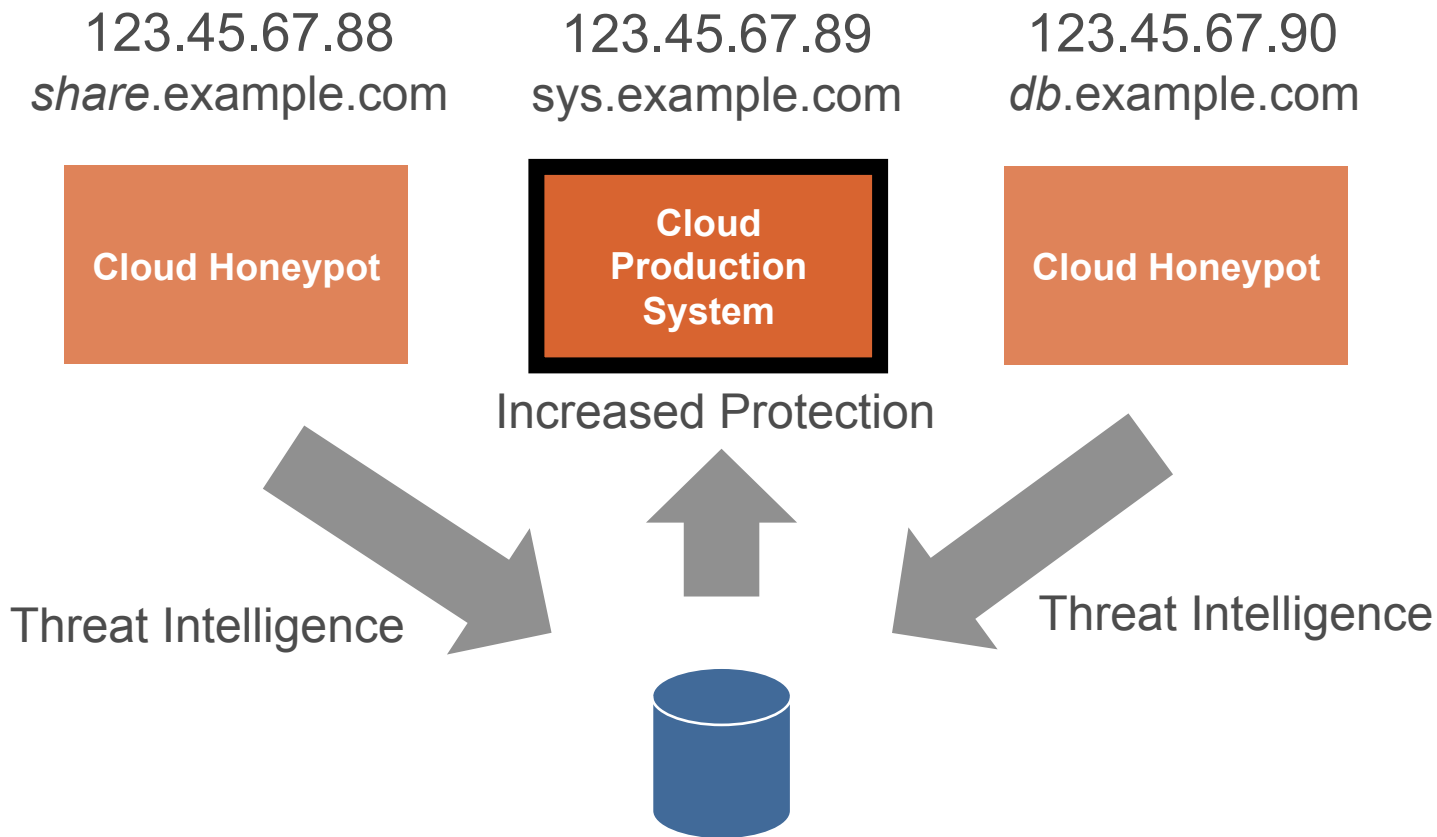 123.45.67.88
share.example.com
123.45.67.89
sys.example.com
123.45.67.90
db.example.com
Cloud Honeypot
Cloud
Production
System
Cloud Honeypot
Increased Protection
Threat Intelligence
Threat Intelligence